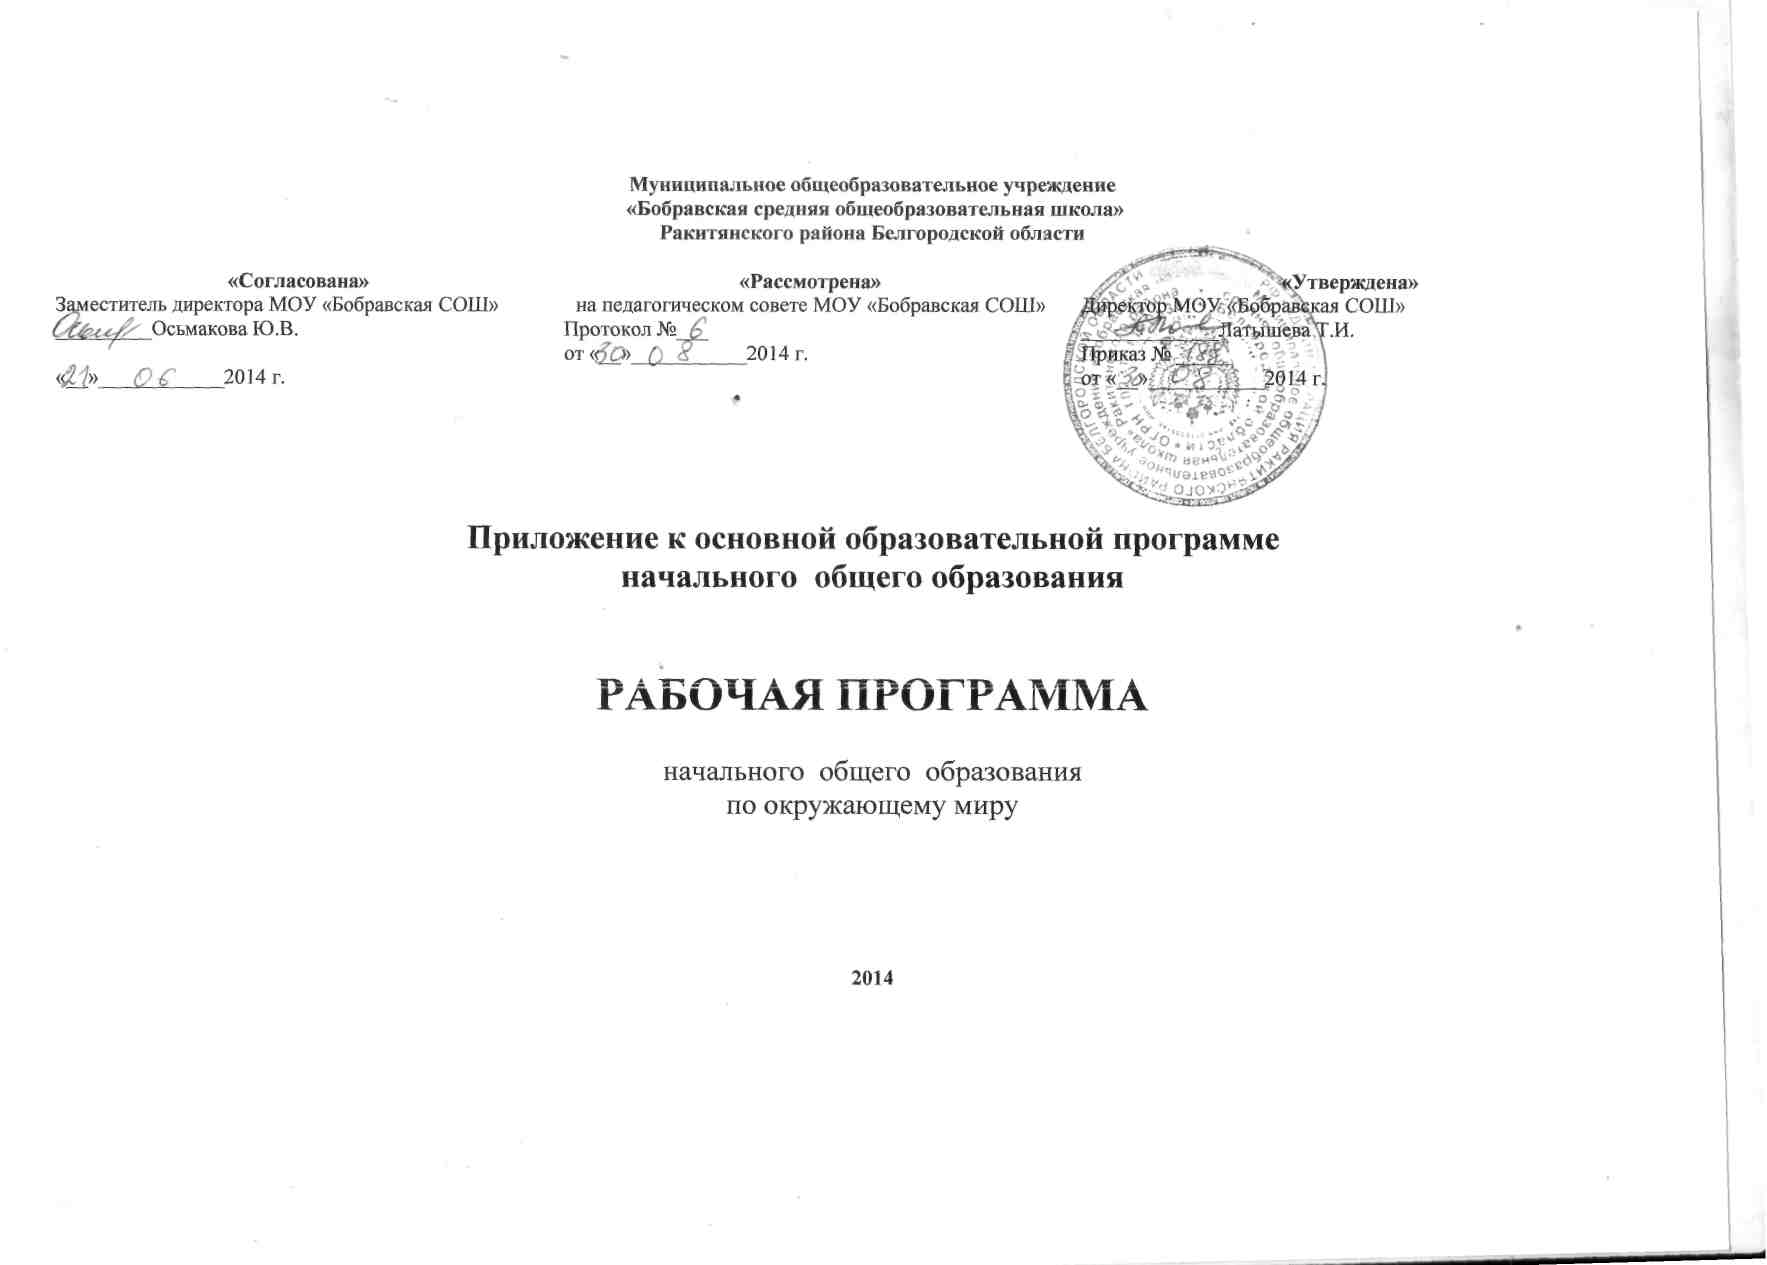 Муниципальное общеобразовательное учреждение
«Бобравская средняя общеобразовательная школа»
Ракитянского района Белгородской области
«Согласована»
Заместитель директора МОУ «Бобравская СОШ»
Осьмакова Ю.В.
«21» 06 2014 г.
«Рассмотрена»
на педагогическом совете МОУ «Бобравская СОШ»
Протокол № 6
от «30» 08 2014 г.
«Утверждена»
Директор МОУ «Бобравская СОШ»
Латышева Т.И.
Приказ № 188
от «30» 08 2014 г.
Приложение к основной образовательной программе
начального общего образования
РАБОЧАЯ ПРОГРАММА
начального общего образования
по окружающему миру
2014